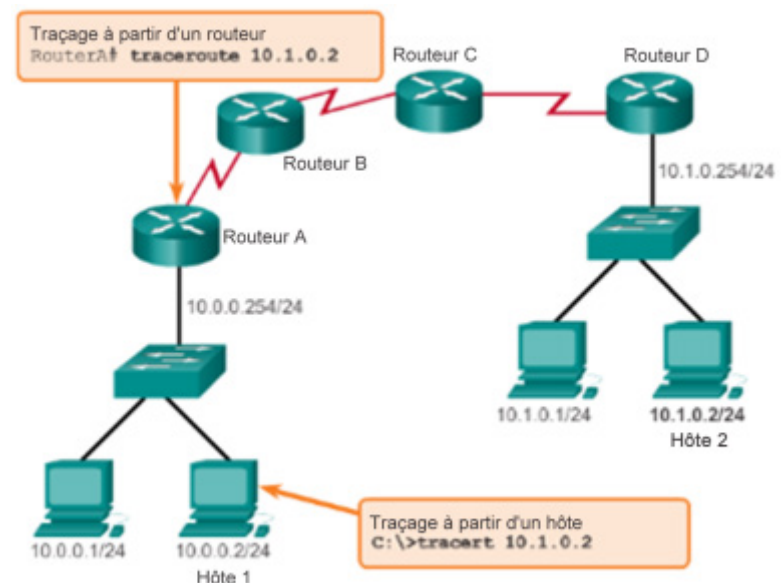 Traçage à partir d'un routeur
RouterA# traceroute 10.1.0.2
Routeur C
Routeur D
Routeur B
10.1.0.254/24
Routeur A
10.0.0.254/24
10.1.0.1/24
10.1.0.2/24
Hôte 2
Traçage à partir d'un hôte
C:\>tracert 10.1.0.2
10.0.0.1/24
10.0.0.2/24
Hôte 1